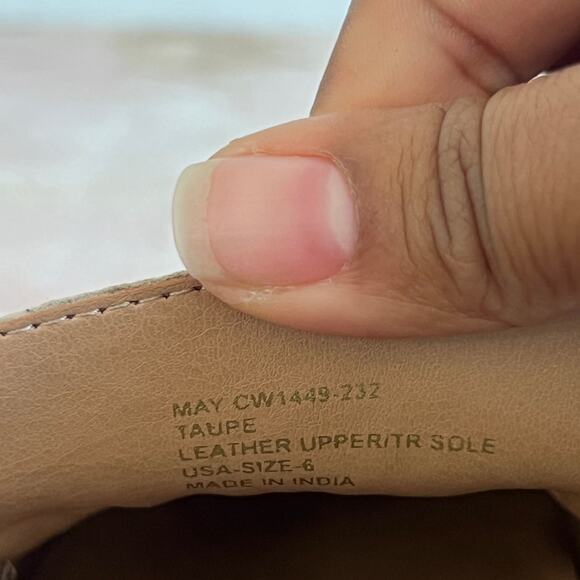 MAY CW1449-232
TAUPE
LEATHER UPPER/TR SOLE
USA-SIZE-6
MADE IN INDIA